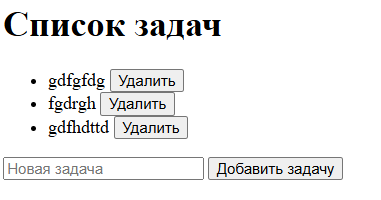 Список задач
gdfgfdg Удалить
fgdrgh Удалить
gdfhdttd Удалить
Новая задача Добавить задачу